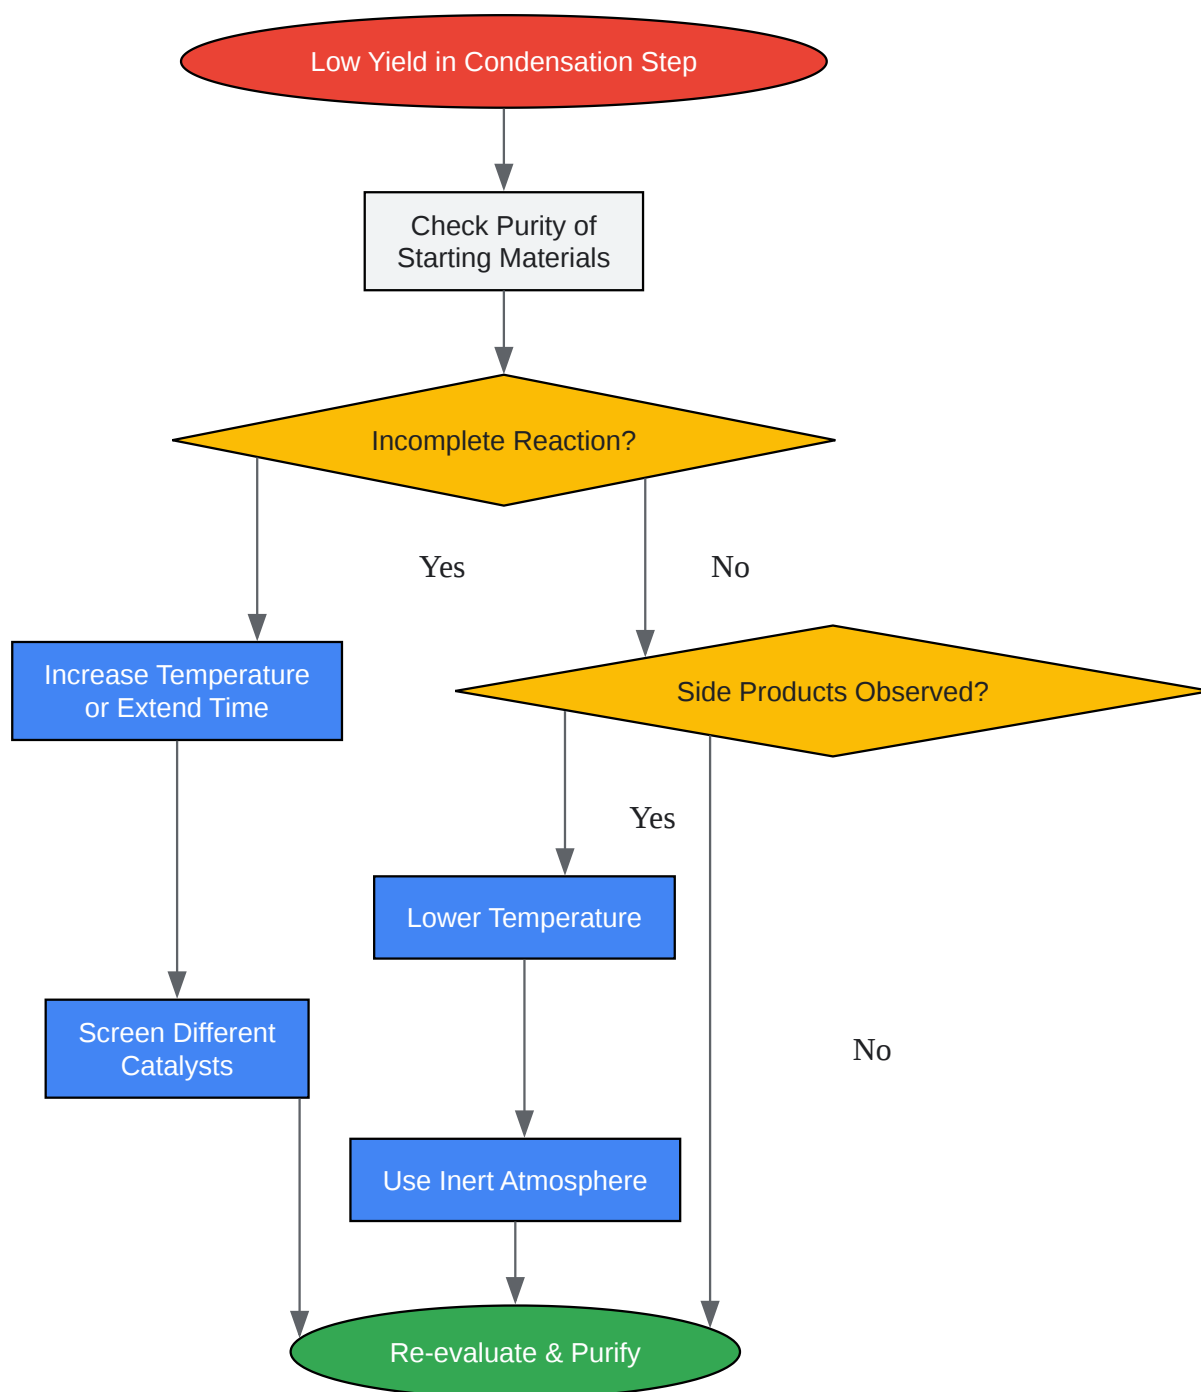 Low Yield in Condensation Step
Check Purity of
Starting Materials
Incomplete Reaction?
Yes
No
Increase Temperature
or Extend Time
Side Products Observed?
Yes
Lower Temperature
Screen Different
Catalysts
No
Use Inert Atmosphere
Re-evaluate & Purify